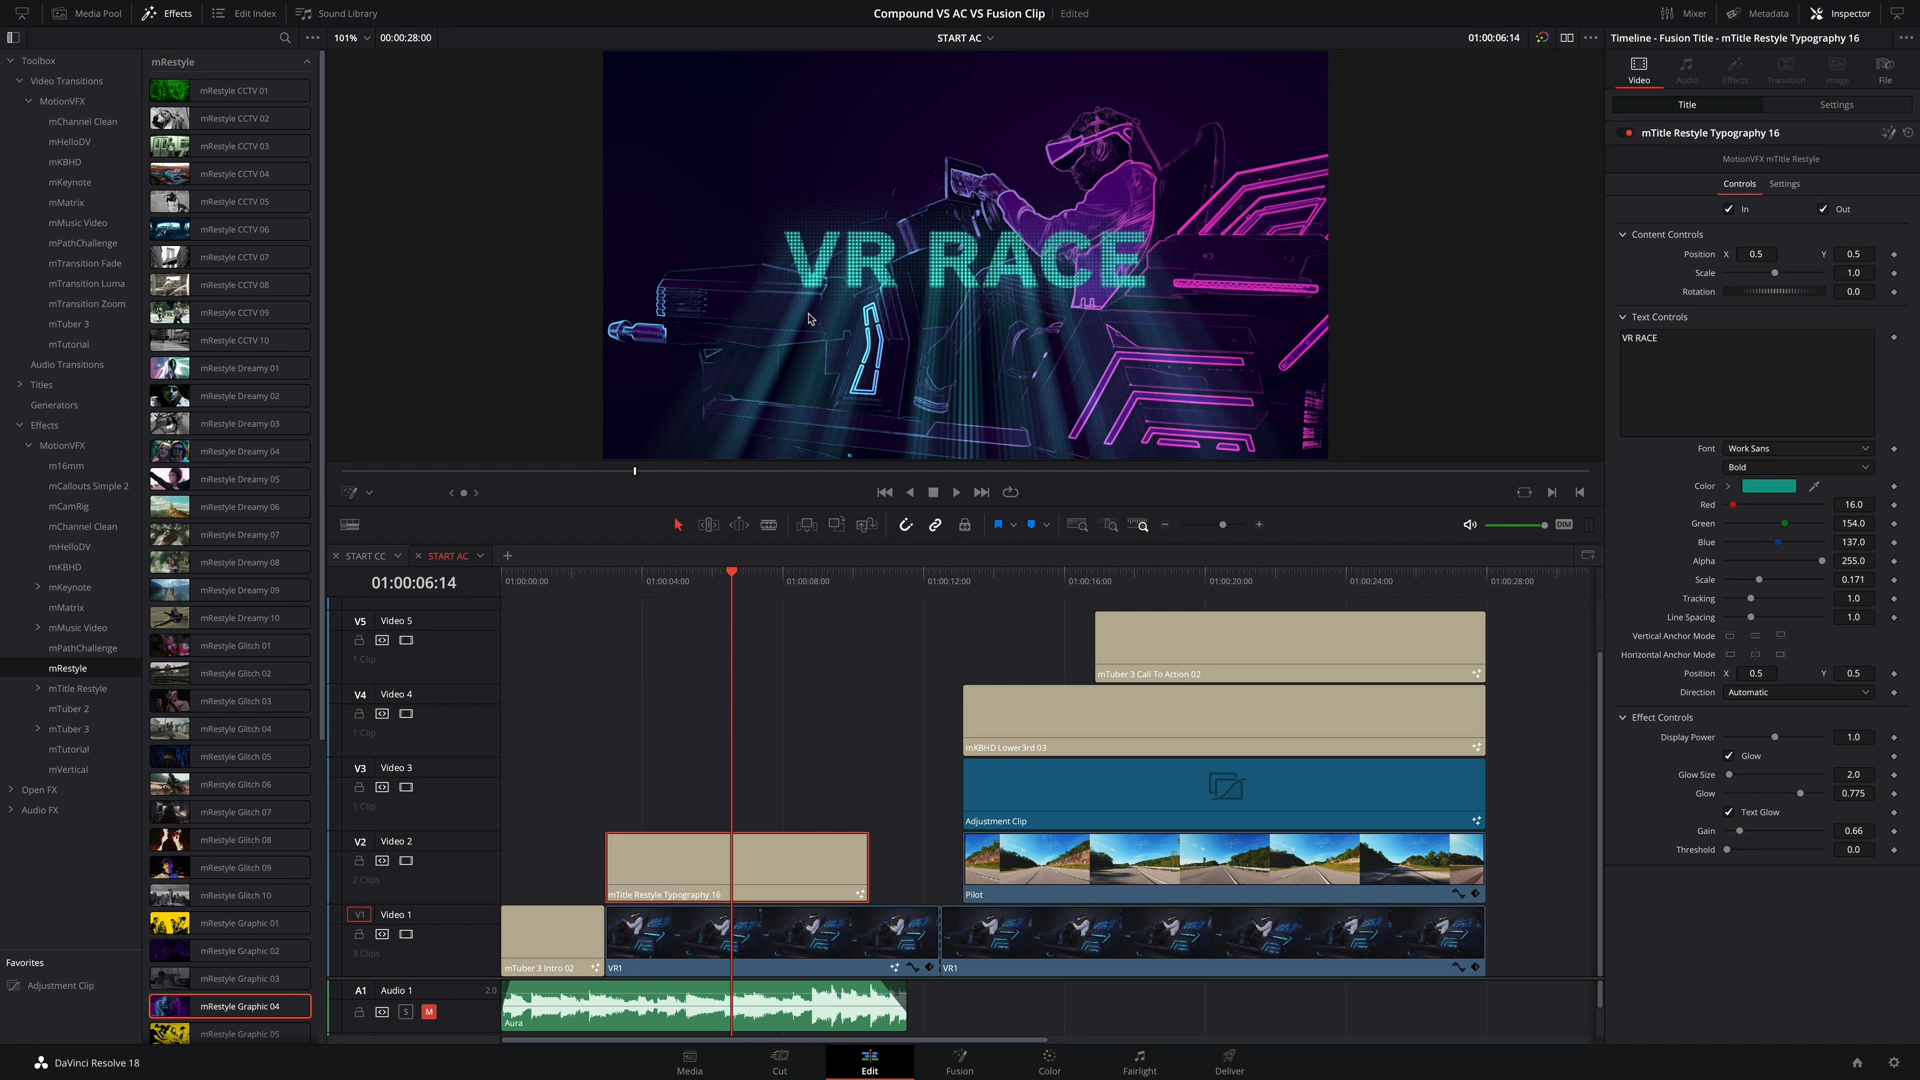 Media Pool
Effects
Edit Index
Sound Library
Compound VS AC VS Fusion Clip
Edited
Mixer
Metadata
Inspector
101%
00:00:28:00
START AC
01:00:06:14
Timeline - Fusion Title - mTitle Restyle Typography 16
Toolbox
Video Transitions
MotionVFX
mChannel Clean
mHelloDV
mKBHD
mKeynote
mMatrix
mMusic Video
mPathChallenge
mTransition Fade
mTransition Luma
mTransition Zoom
mTuber 3
mTutorial
Audio Transitions
Titles
Generators
Effects
MotionVFX
m16mm
mCallouts Simple 2
mCamRig
mChannel Clean
mHelloDV
mKBHD
mKeynote
mMatrix
mMusic Video
mPathChallenge
mRestyle
mTitle Restyle
mTuber 2
mTuber 3
mTutorial
mVertical
Open FX
Audio FX
Favorites
Adjustment Clip
mRestyle
mRestyle CCTV 01
mRestyle CCTV 02
mRestyle CCTV 03
mRestyle CCTV 04
mRestyle CCTV 05
mRestyle CCTV 06
mRestyle CCTV 07
mRestyle CCTV 08
mRestyle CCTV 09
mRestyle CCTV 10
mRestyle Dreamy 01
mRestyle Dreamy 02
mRestyle Dreamy 03
mRestyle Dreamy 04
mRestyle Dreamy 05
mRestyle Dreamy 06
mRestyle Dreamy 07
mRestyle Dreamy 08
mRestyle Dreamy 09
mRestyle Dreamy 10
mRestyle Glitch 01
mRestyle Glitch 02
mRestyle Glitch 03
mRestyle Glitch 04
mRestyle Glitch 05
mRestyle Glitch 06
mRestyle Glitch 07
mRestyle Glitch 08
mRestyle Glitch 09
mRestyle Glitch 10
mRestyle Graphic 01
mRestyle Graphic 02
mRestyle Graphic 03
mRestyle Graphic 04
mRestyle Graphic 05
VR RACE
DIM
START CC
START AC
01:00:06:14
01:00:00:00
01:00:04:00
01:00:08:00
01:00:12:00
01:00:16:00
01:00:20:00
01:00:24:00
01:00:28:00
V5 Video 5
1 Clip
mTuber 3 Call To Action 02
V4 Video 4
1 Clip
mKBHD Lower3rd 03
V3 Video 3
1 Clip
Adjustment Clip
V2 Video 2
2 Clips
mTitle Restyle Typography 16
Pilot
V1 Video 1
3 Clips
mTuber 3 Intro 02
VR1
VR1
A1 Audio 1 2.0
S M
Aura
Video
Audio
Effects
Transition
Image
File
Title
Settings
mTitle Restyle Typography 16
MotionVFX mTitle Restyle
Controls
Settings
In
Out
Content Controls
Position X 0.5 Y 0.5
Scale 1.0
Rotation 0.0
Text Controls
VR RACE
Font Work Sans
Bold
Color
Red 16.0
Green 154.0
Blue 137.0
Alpha 255.0
Scale 0.171
Tracking 1.0
Line Spacing 1.0
Vertical Anchor Mode
Horizontal Anchor Mode
Position X 0.5 Y 0.5
Direction Automatic
Effect Controls
Display Power 1.0
Glow
Glow Size 2.0
Glow 0.775
Text Glow
Gain 0.66
Threshold 0.0
DaVinci Resolve 18
Media
Cut
Edit
Fusion
Color
Fairlight
Deliver